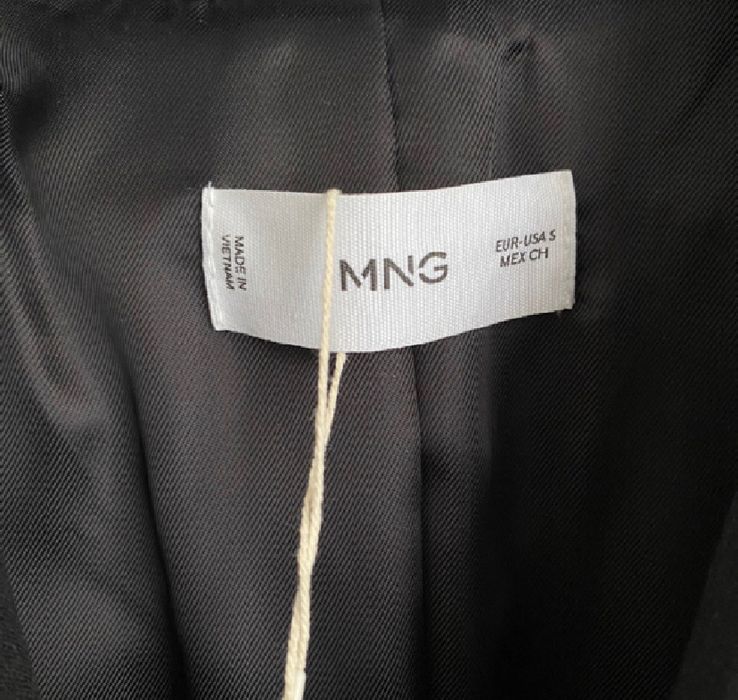 MADE IN
VIETNAM
MNG
EUR-USA S
MEX CH